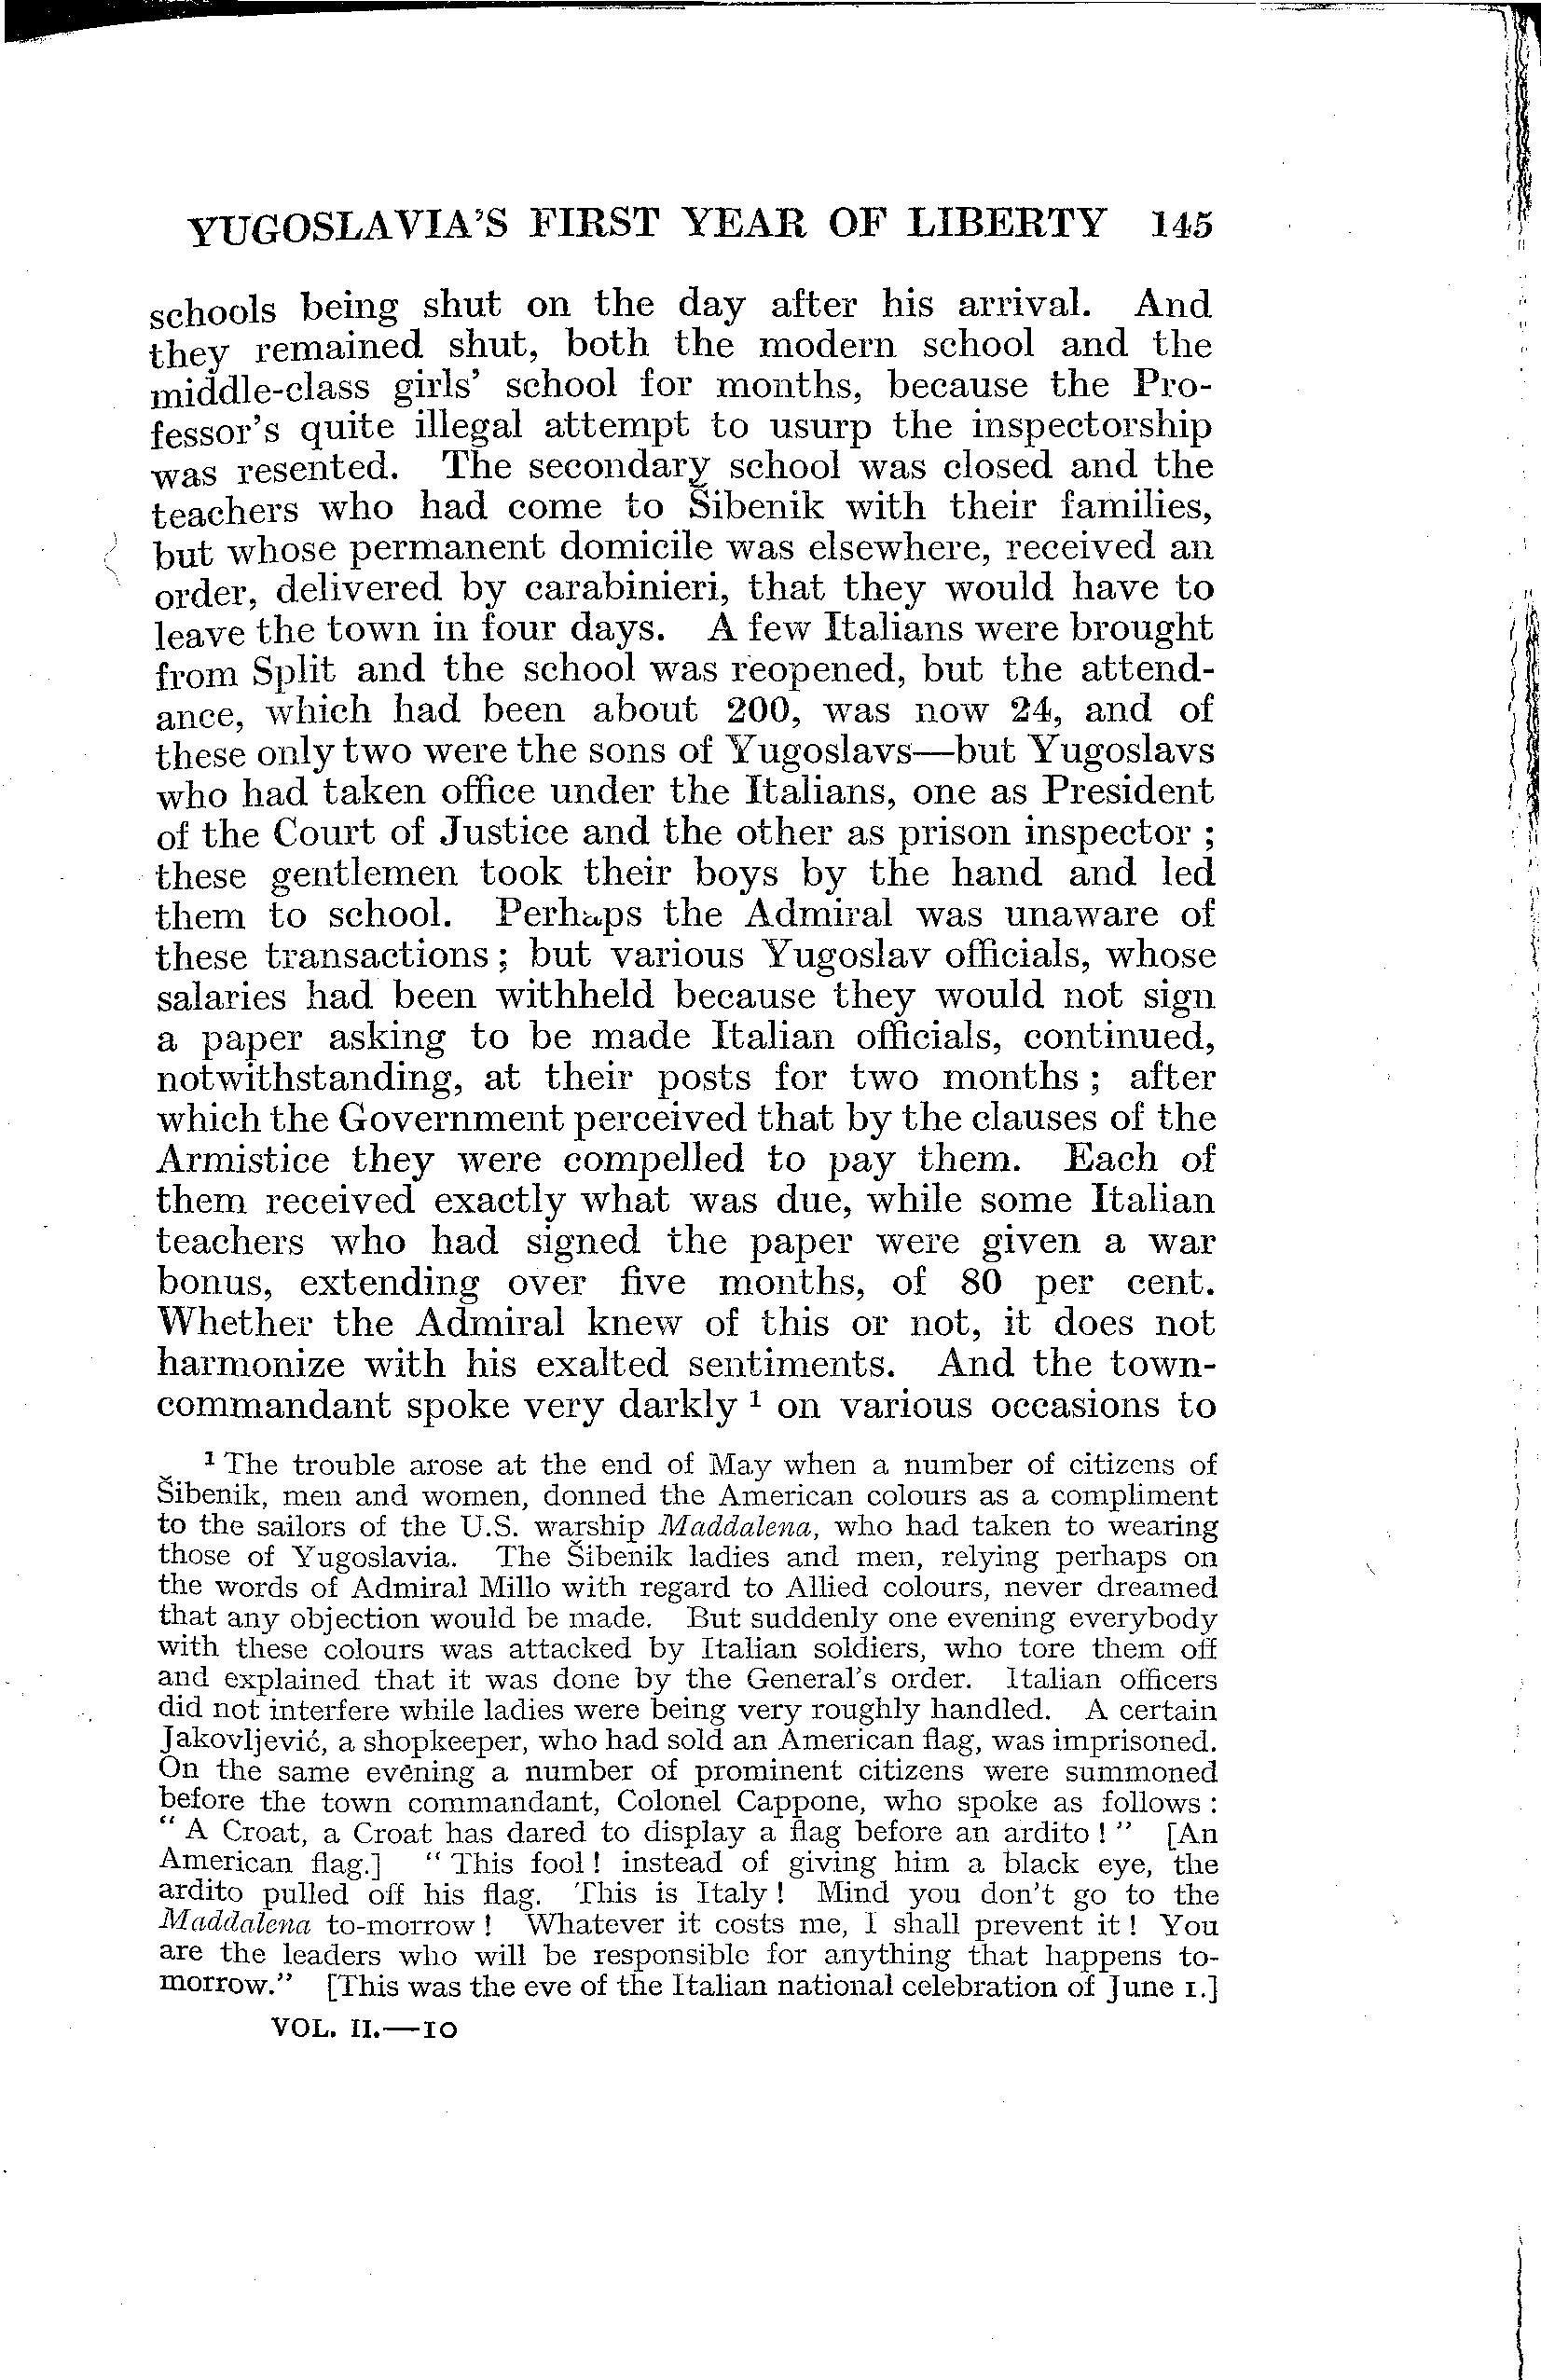 YUGOSLAVIA'S FIRST YEAR OF LIBERTY 145
schools being shut on the day after his arrival. And
they remained shut, both the modern school and the
middle-class girls' school for months, because the Pro-
fessor's quite illegal attempt to usurp the inspectorship
was resented. The secondary school was closed and the
teachers who had come to Šibenik with their families,
but whose permanent domicile was elsewhere, received an
order, delivered by carabinieri, that they would have to
leave the town in four days. A few Italians were brought
from Split and the school was reopened, but the attend-
ance, which had been about 200, was now 24, and of
these only two were the sons of Yugoslavs—but Yugoslavs
who had taken office under the Italians, one as President
of the Court of Justice and the other as prison inspector ;
these gentlemen took their boys by the hand and led
them to school. Perhaps the Admiral was unaware of
these transactions ; but various Yugoslav officials, whose
salaries had been withheld because they would not sign
a paper asking to be made Italian officials, continued,
notwithstanding, at their posts for two months ; after
which the Government perceived that by the clauses of the
Armistice they were compelled to pay them. Each of
them received exactly what was due, while some Italian
teachers who had signed the paper were given a war
bonus, extending over five months, of 80 per cent.
Whether the Admiral knew of this or not, it does not
harmonize with his exalted sentiments. And the town-
commandant spoke very darkly ¹ on various occasions to
¹ The trouble arose at the end of May when a number of citizens of
Šibenik, men and women, donned the American colours as a compliment
to the sailors of the U.S. warship Maddalena, who had taken to wearing
those of Yugoslavia. The Šibenik ladies and men, relying perhaps on
the words of Admiral Millo with regard to Allied colours, never dreamed
that any objection would be made. But suddenly one evening everybody
with these colours was attacked by Italian soldiers, who tore them off
and explained that it was done by the General's order. Italian officers
did not interfere while ladies were being very roughly handled. A certain
Jakovljević, a shopkeeper, who had sold an American flag, was imprisoned.
On the same evening a number of prominent citizens were summoned
before the town commandant, Colonel Cappone, who spoke as follows :
" A Croat, a Croat has dared to display a flag before an ardito ! " [An
American flag.] " This fool ! instead of giving him a black eye, the
ardito pulled off his flag. This is Italy ! Mind you don't go to the
Maddalena to-morrow ! Whatever it costs me, I shall prevent it ! You
are the leaders who will be responsible for anything that happens to-
morrow." [This was the eve of the Italian national celebration of June 1.]
VOL. II.—10